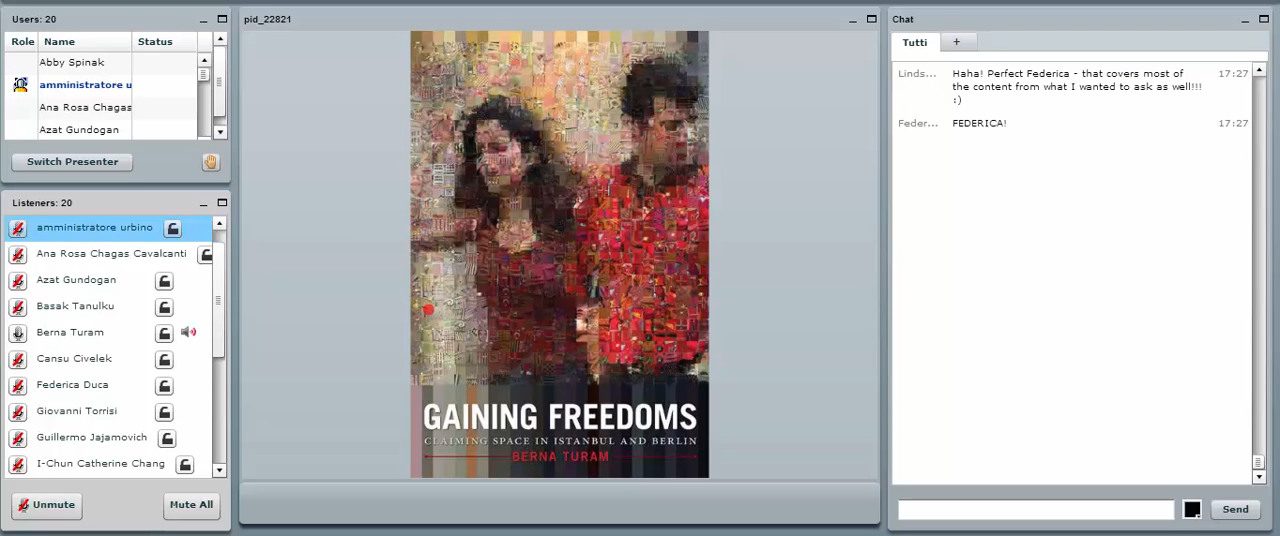 Users: 20
Role Name Status
Abby Spinak
amministratore u
Ana Rosa Chagas
Azat Gundogan
Switch Presenter
Listeners: 20
amministratore urbino
Ana Rosa Chagas Cavalcanti
Azat Gundogan
Basak Tanulku
Berna Turam
Cansu Civelek
Federica Duca
Giovanni Torrisi
Guillermo Jajamovich
I-Chun Catherine Chang
Unmute Mute All
pid_22821
GAINING FREEDOMS
CLAIMING SPACE IN ISTANBUL AND BERLIN
BERNA TURAM
Chat
Tutti +
Linds... Haha! Perfect Federica - that covers most of 17:27
the content from what I wanted to ask as well!!!
:)
Feder... FEDERICA! 17:27
Send